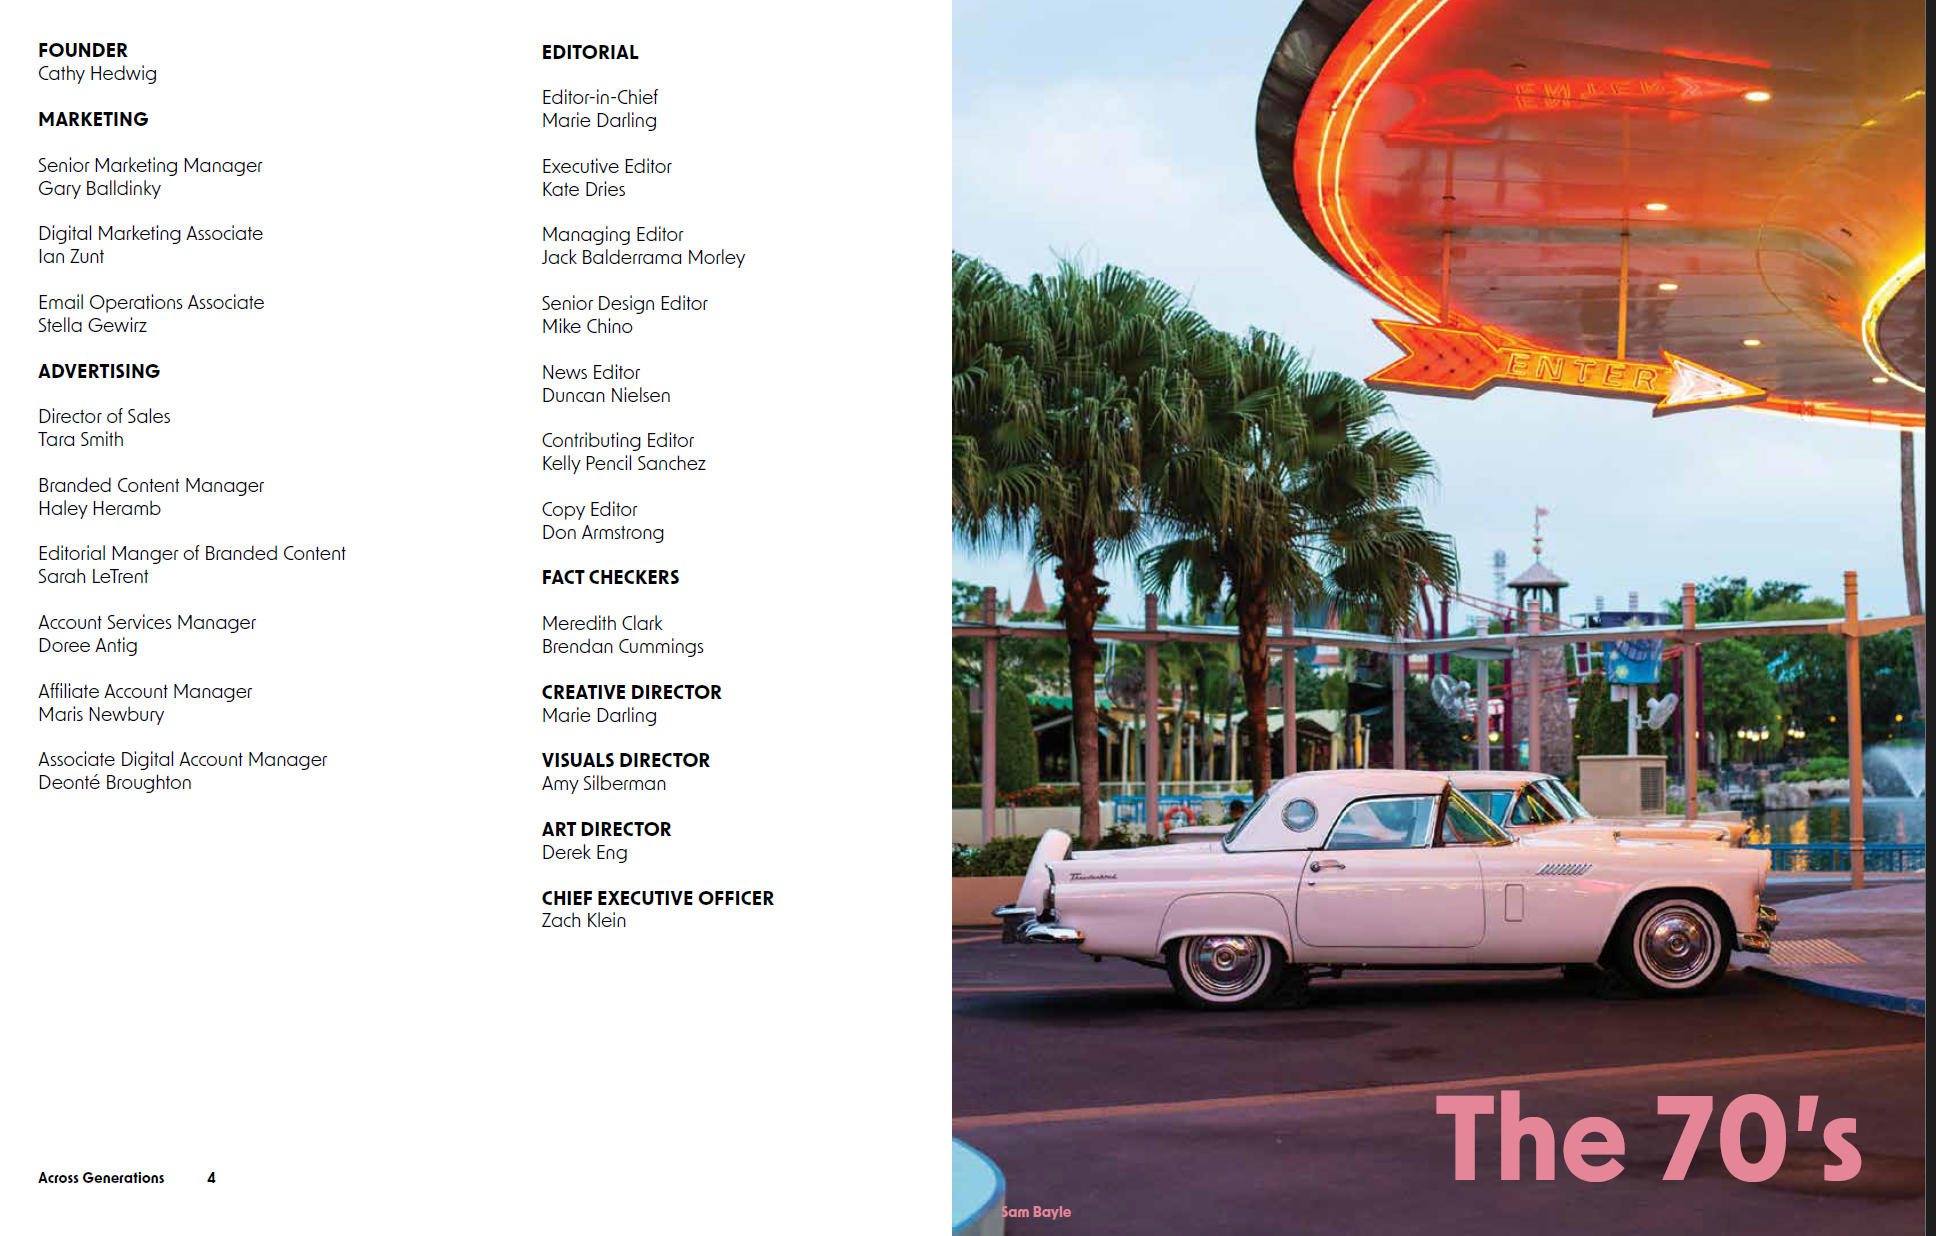 FOUNDER
Cathy Hedwig
MARKETING
Senior Marketing Manager
Gary Balldinky
Digital Marketing Associate
Ian Zunt
Email Operations Associate
Stella Gewirz
ADVERTISING
Director of Sales
Tara Smith
Branded Content Manager
Haley Heramb
Editorial Manger of Branded Content
Sarah LeTrent
Account Services Manager
Doree Antig
Affiliate Account Manager
Maris Newbury
Associate Digital Account Manager
Deonté Broughton
EDITORIAL
Editor-in-Chief
Marie Darling
Executive Editor
Kate Dries
Managing Editor
Jack Balderrama Morley
Senior Design Editor
Mike Chino
News Editor
Duncan Nielsen
Contributing Editor
Kelly Pencil Sanchez
Copy Editor
Don Armstrong
FACT CHECKERS
Meredith Clark
Brendan Cummings
CREATIVE DIRECTOR
Marie Darling
VISUALS DIRECTOR
Amy Silberman
ART DIRECTOR
Derek Eng
CHIEF EXECUTIVE OFFICER
Zach Klein
Across Generations 4
ENTER
Thunderbird
The 70's
Sam Bayle